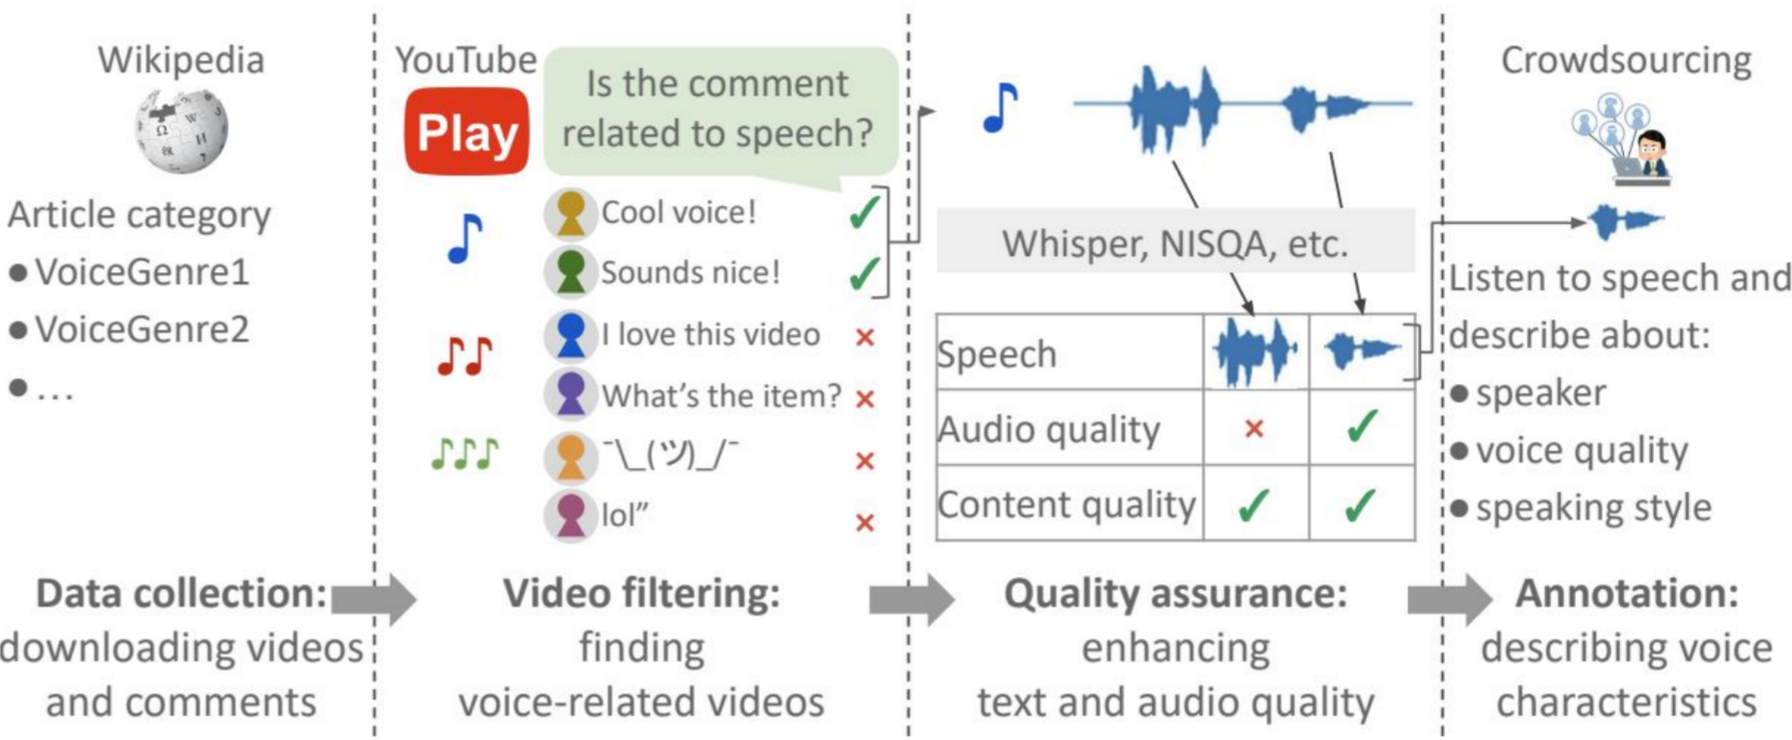 Wikipedia
Article category
● VoiceGenre1
● VoiceGenre2
● ...
Data collection:
downloading videos
and comments
YouTube
Play
Is the comment
related to speech?
Cool voice! ✓
Sounds nice! ✓
I love this video ×
What's the item? ×
¯\_(ツ)_/¯ ×
lol” ×
Video filtering:
finding
voice-related videos
Whisper, NISQA, etc.
Speech
Audio quality × ✓
Content quality ✓ ✓
Quality assurance:
enhancing
text and audio quality
Crowdsourcing
Listen to speech and
describe about:
● speaker
● voice quality
● speaking style
Annotation:
describing voice
characteristics